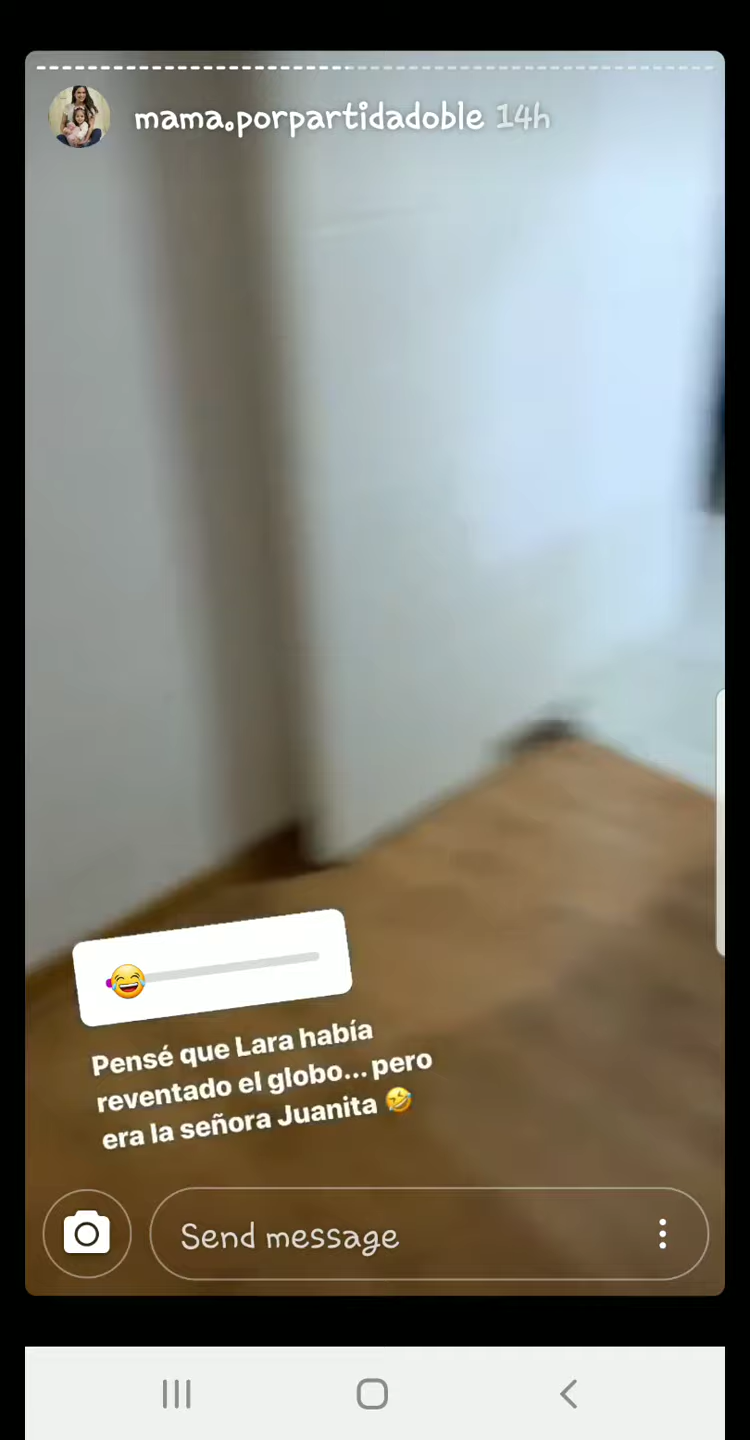 mama.porpartidadoble 14h
Pensé que Lara había
reventado el globo... pero
era la señora Juanita 🤣
Send message